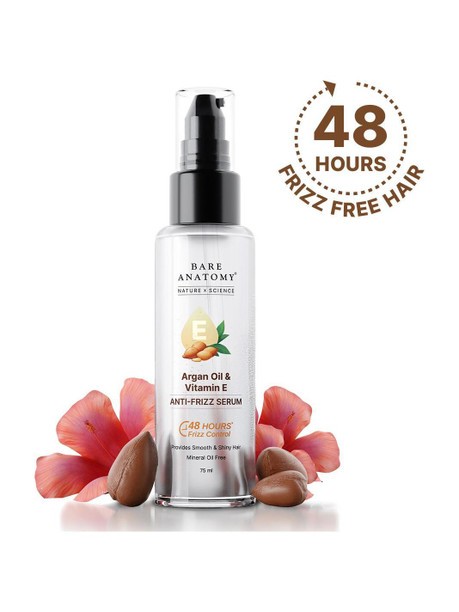 BARE
ANATOMY®
NATURE + SCIENCE
E
Argan Oil &
Vitamin E
ANTI-FRIZZ SERUM
48 HOURS*
Frizz Control
Provides Smooth & Shiny Hair
Mineral Oil Free
75 ml
48
HOURS
FRIZZ FREE HAIR